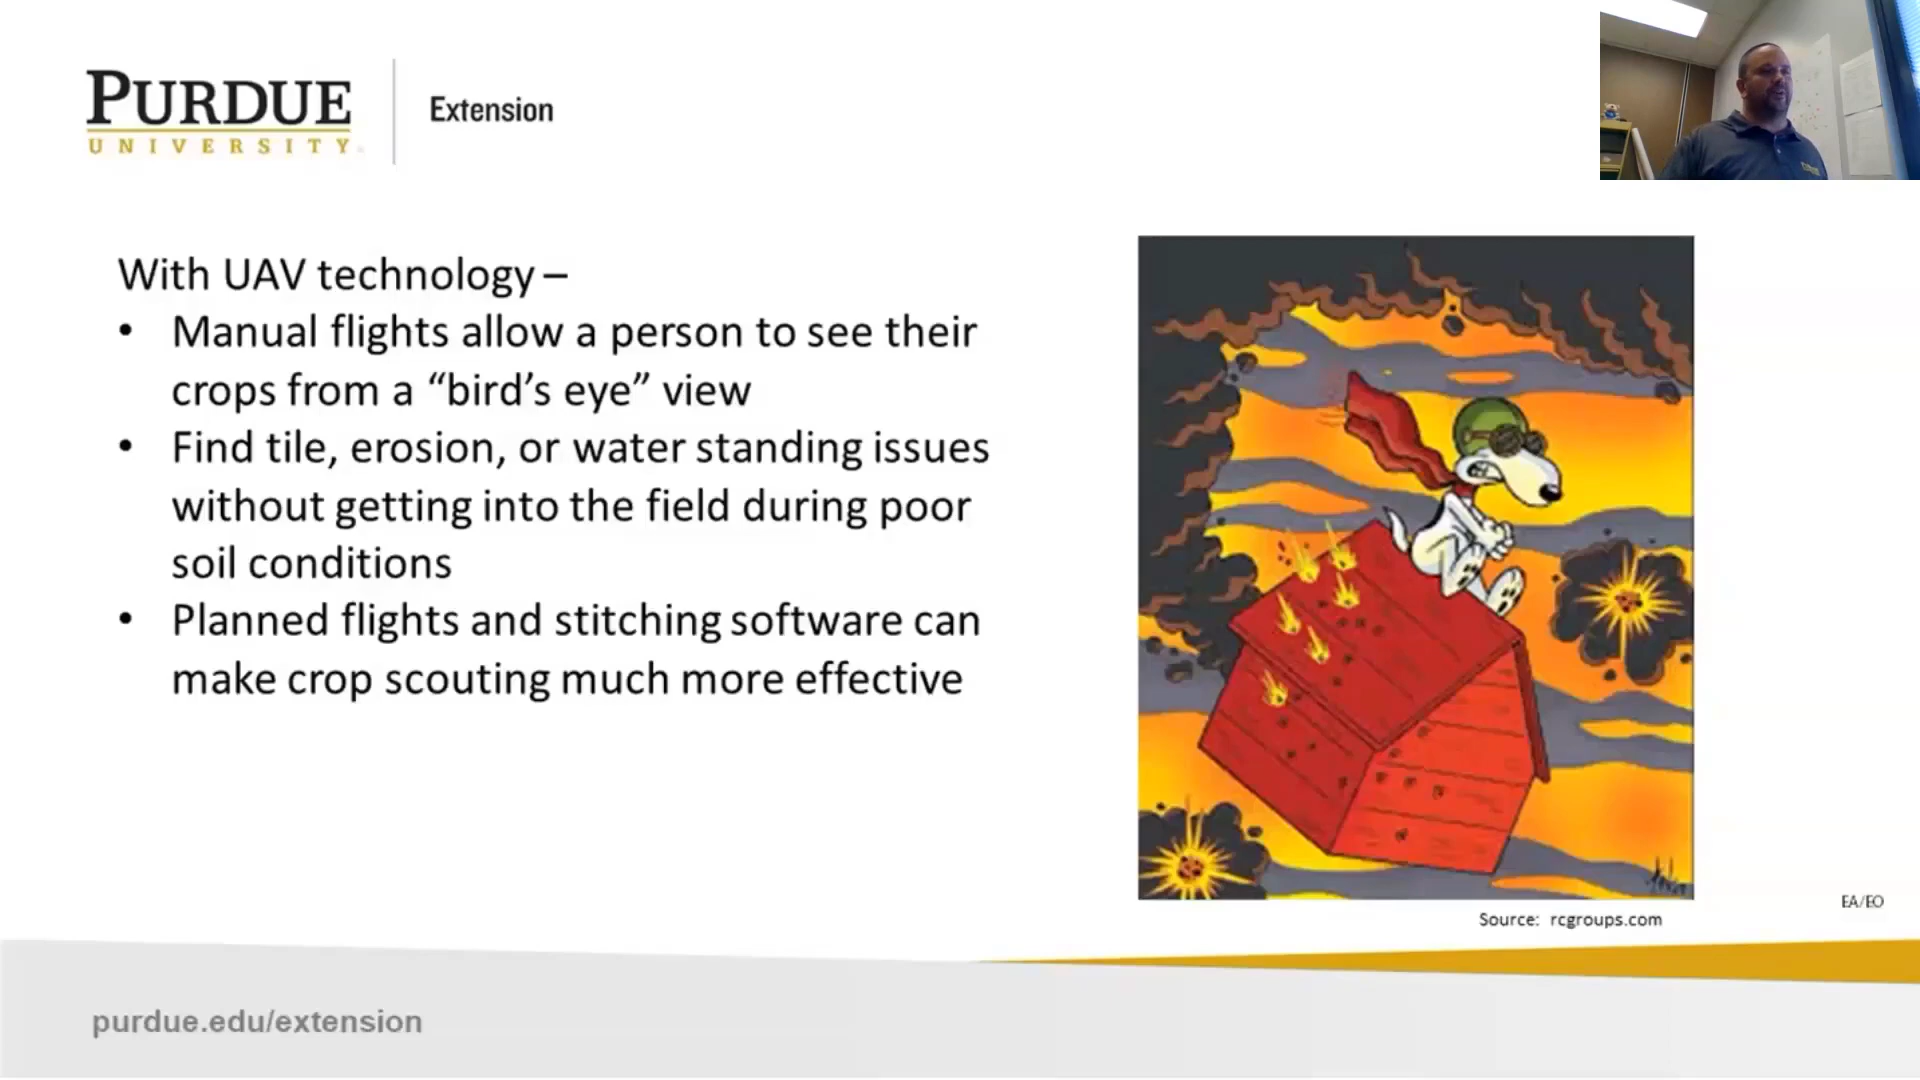 PURDUE
UNIVERSITY
Extension
With UAV technology –
• Manual flights allow a person to see their
crops from a “bird’s eye” view
• Find tile, erosion, or water standing issues
without getting into the field during poor
soil conditions
• Planned flights and stitching software can
make crop scouting much more effective
Source: rcgroups.com
EA/EO
purdue.edu/extension